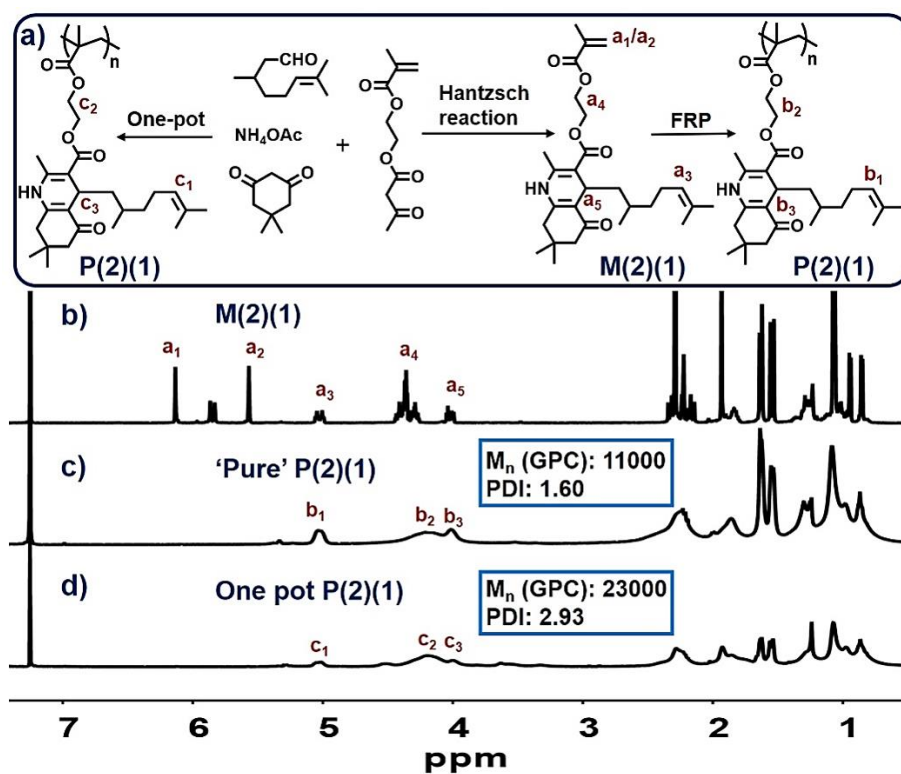 a)
n
O
O
c₂
O
O
HN
c₃
c₁
O
P(2)(1)
One-pot
CHO
NH₄OAc
O
O
+
O
O
O
O
O
Hantzsch
reaction
a₁/a₂
O
O
a₄
O
O
HN
a₅
a₃
O
M(2)(1)
FRP
n
O
O
b₂
O
O
HN
b₃
b₁
O
P(2)(1)
b)
M(2)(1)
a₁
a₂
a₃
a₄
a₅
c)
'Pure' P(2)(1)
Mₙ (GPC): 11000
PDI: 1.60
b₁
b₂
b₃
d)
One pot P(2)(1)
Mₙ (GPC): 23000
PDI: 2.93
c₁
c₂
c₃
7 6 5 4 3 2 1
ppm